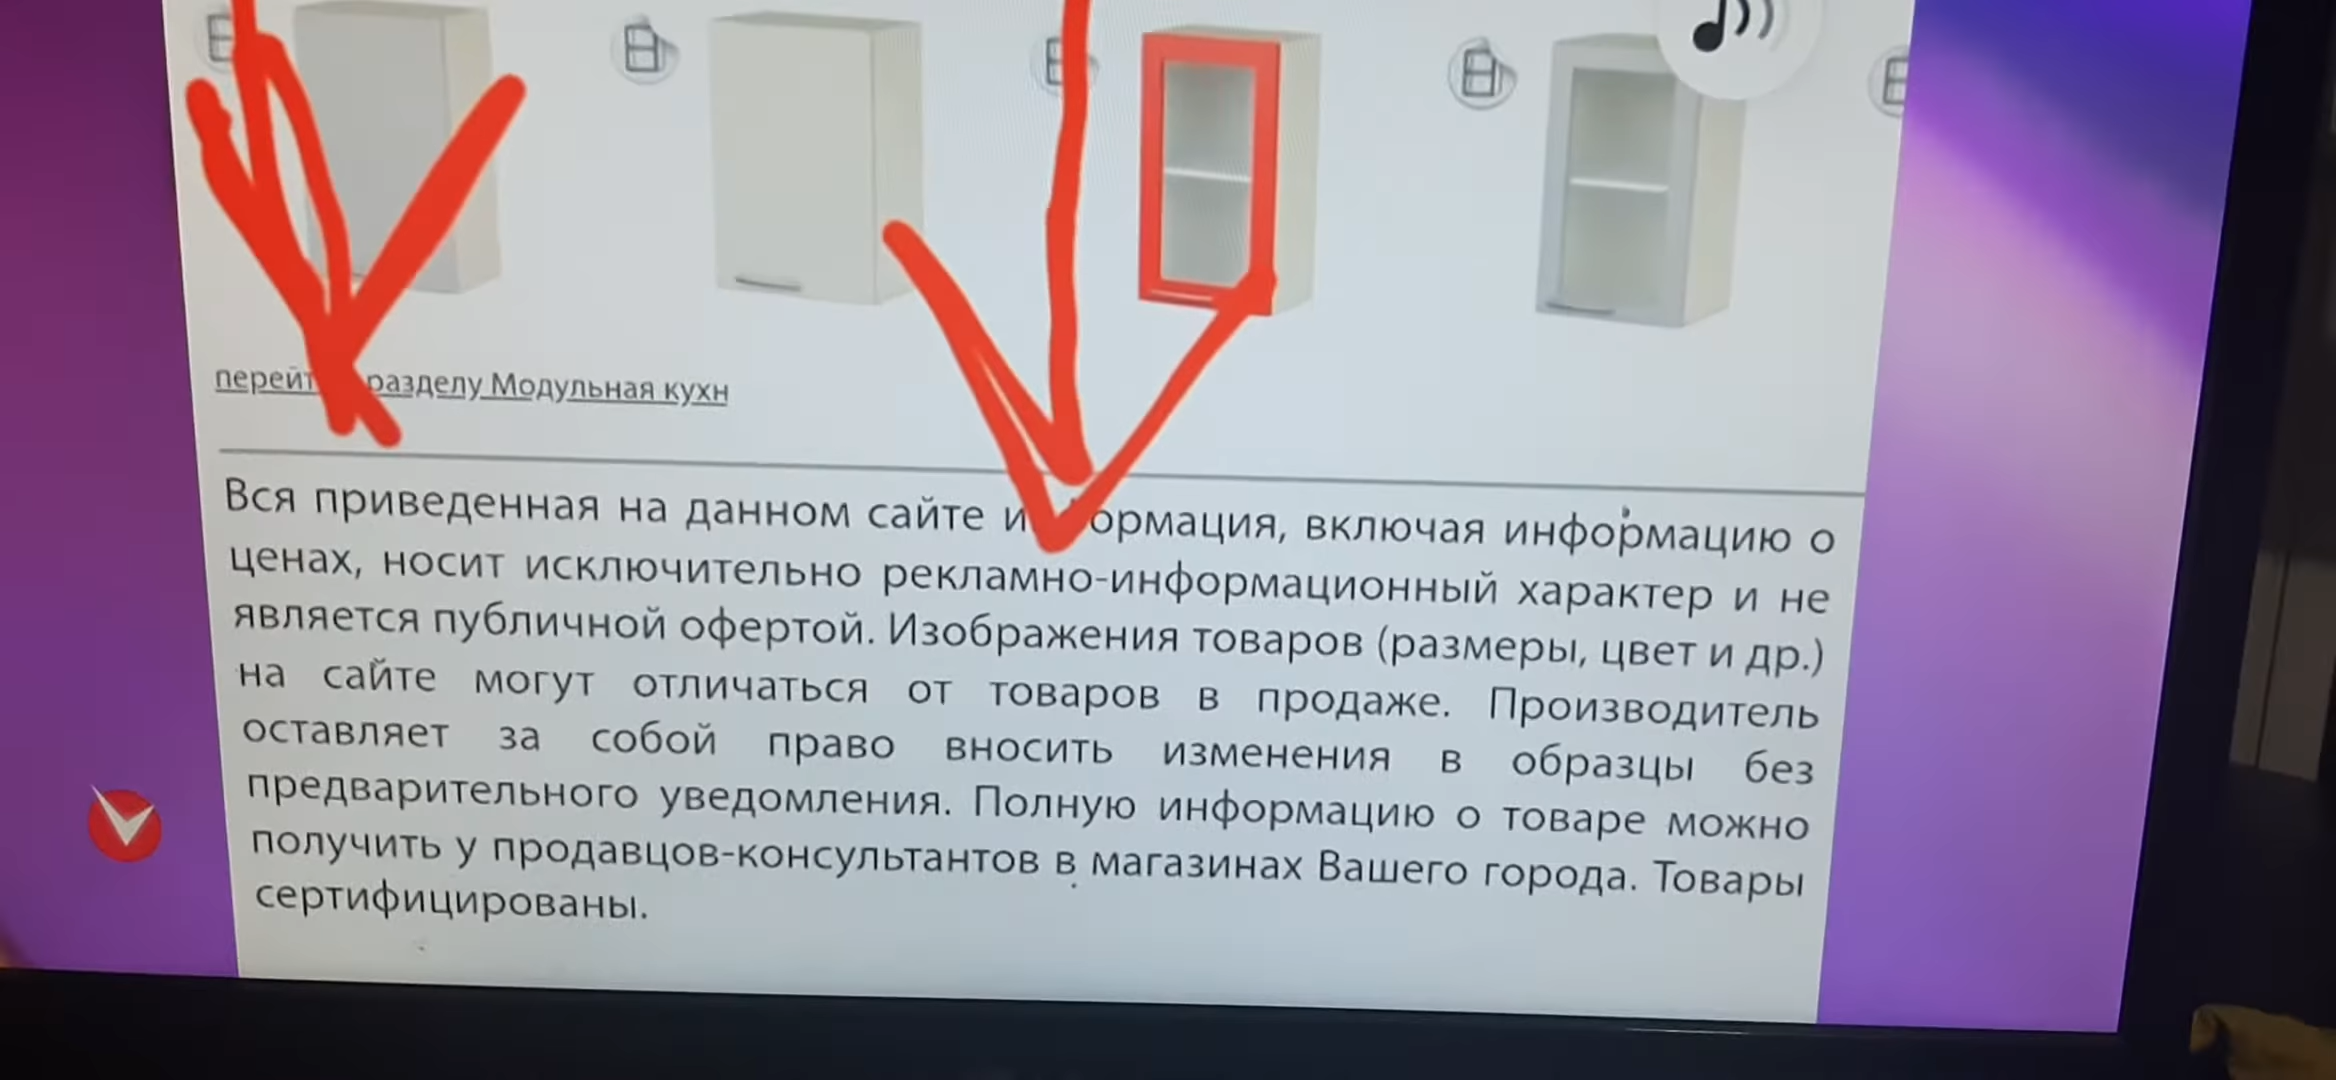 разделу Модульная кухн
Вся приведенная на данном сайте включая информацию о
ценах, носит исключительно рекламно-информационный характер и не
является публичной офертой. Изображения товаров (размеры, цвет и др.)
на сайте могут отличаться от товаров в продаже. Производитель
оставляет за собой право вносить изменения в образцы без
предварительного уведомления. Полную информацию о товаре можно
получить у продавцов-консультантов в магазинах Вашего города. Товары
сертифицированы.